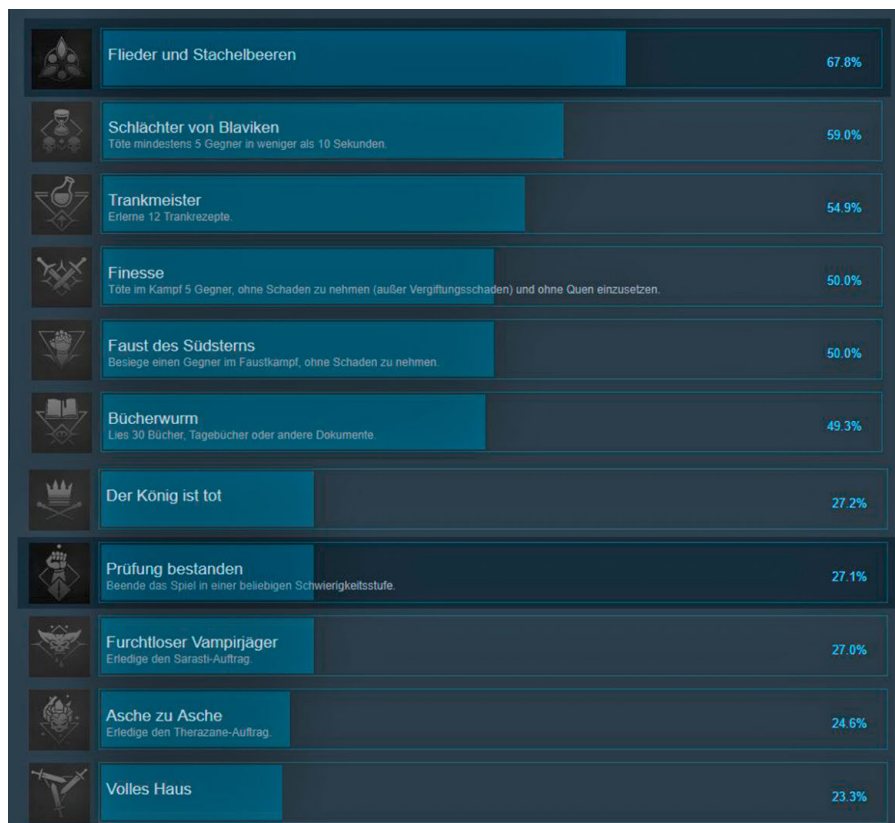 Flieder und Stachelbeeren
67.8%
Schlächter von Blaviken
Töte mindestens 5 Gegner in weniger als 10 Sekunden.
59.0%
Trankmeister
Erlerne 12 Trankrezepte.
54.9%
Finesse
Töte im Kampf 5 Gegner, ohne Schaden zu nehmen (außer Vergiftungsschaden) und ohne Quen einzusetzen.
50.0%
Faust des Südsterns
Besiege einen Gegner im Faustkampf, ohne Schaden zu nehmen.
50.0%
Bücherwurm
Lies 30 Bücher, Tagebücher oder andere Dokumente.
49.3%
Der König ist tot
27.2%
Prüfung bestanden
Beende das Spiel in einer beliebigen Schwierigkeitsstufe.
27.1%
Furchtloser Vampirjäger
Erledige den Sarasti-Auftrag.
27.0%
Asche zu Asche
Erledige den Therazane-Auftrag.
24.6%
Volles Haus
23.3%